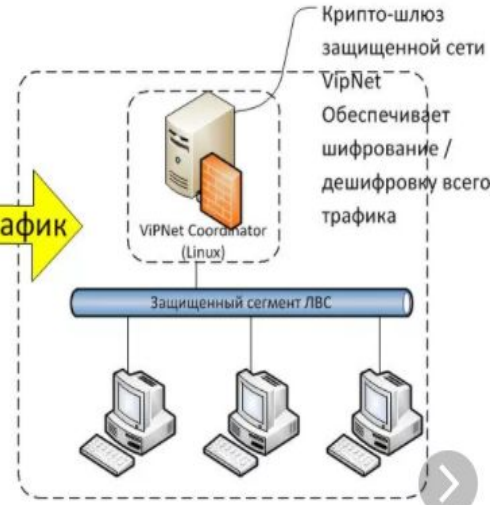 Крипто-шлюз
защищенной сети
VipNet
Обеспечивает
шифрование /
дешифровку всего
трафика
афик
ViPNet Coordinator
(Linux)
Защищенный сегмент ЛВС